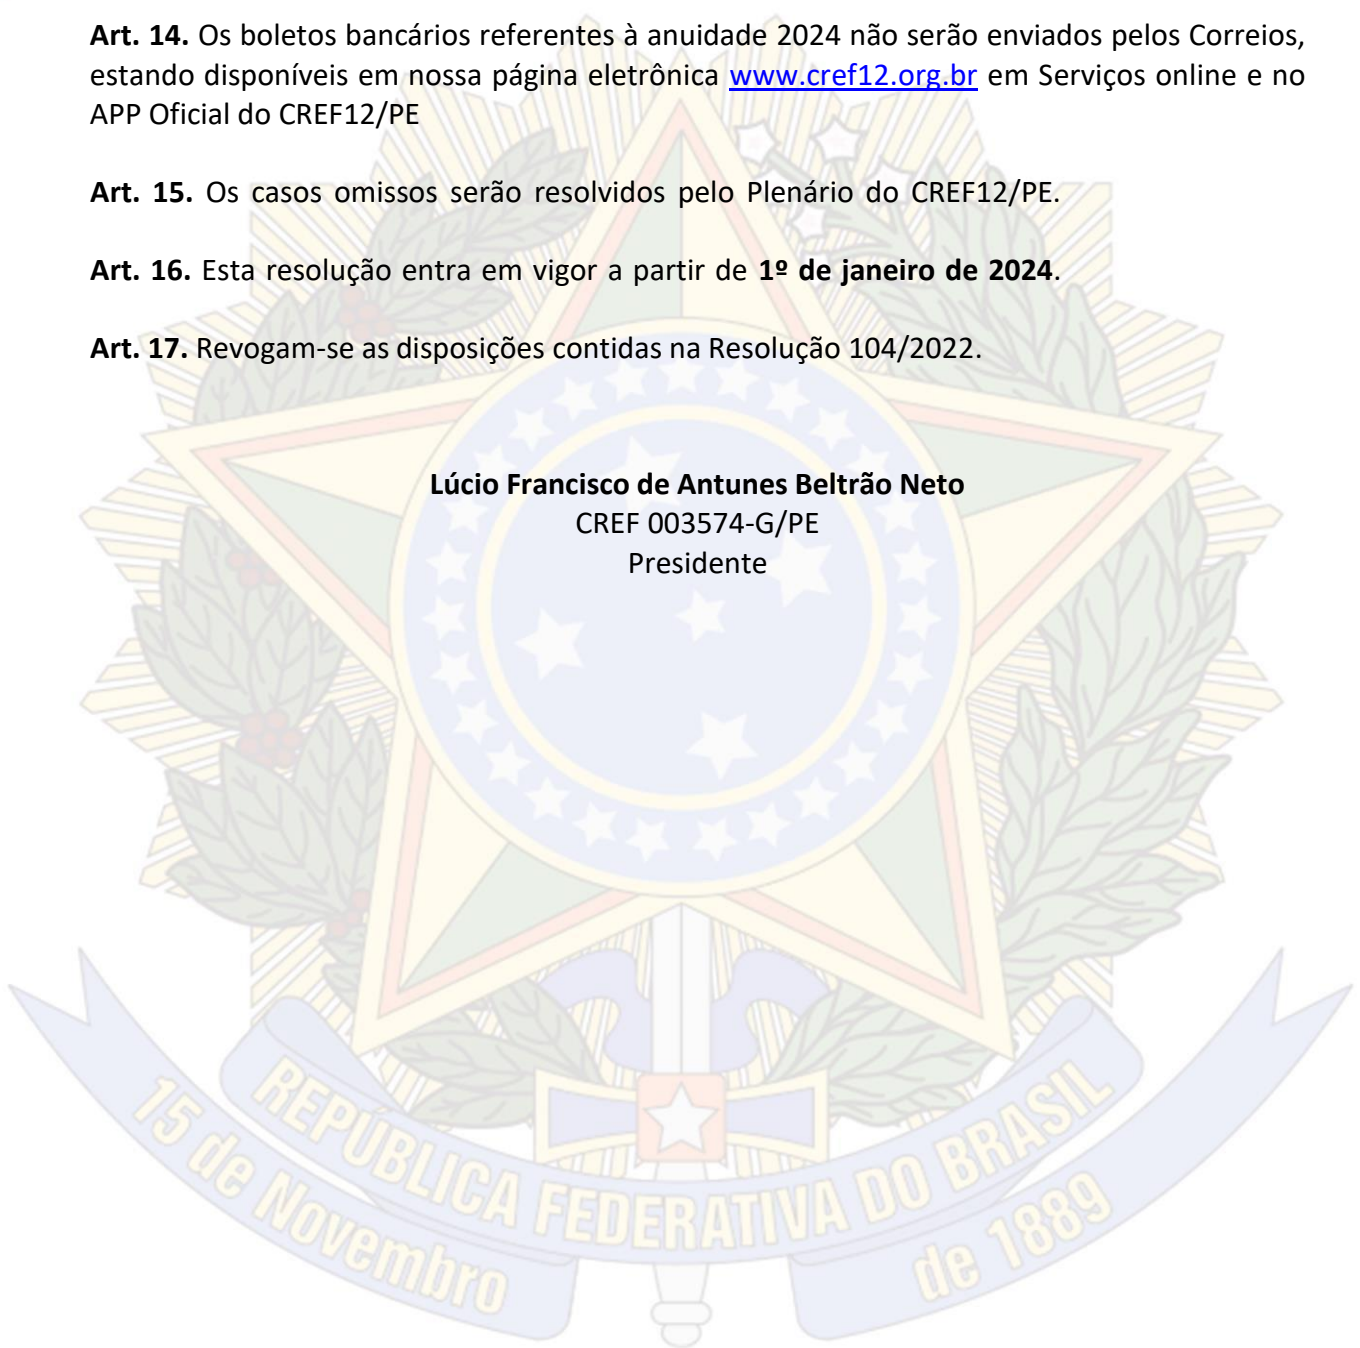 Art. 14. Os boletos bancários referentes à anuidade 2024 não serão enviados pelos Correios,
estando disponíveis em nossa página eletrônica www.cref12.org.br em Serviços online e no
APP Oficial do CREF12/PE
Art. 15. Os casos omissos serão resolvidos pelo Plenário do CREF12/PE.
Art. 16. Esta resolução entra em vigor a partir de 1º de janeiro de 2024.
Art. 17. Revogam-se as disposições contidas na Resolução 104/2022.
Lúcio Francisco de Antunes Beltrão Neto
CREF 003574-G/PE
Presidente
REPÚBLICA FEDERATIVA DO BRASIL
15 de Novembro
de 1889